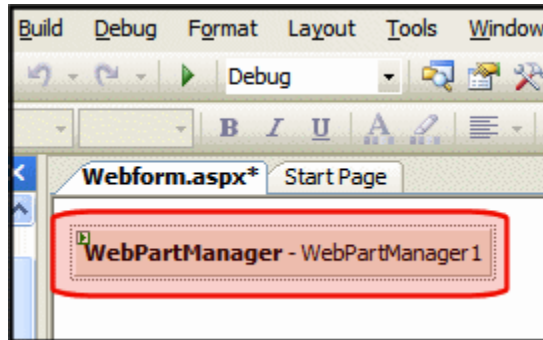 Build Debug Format Layout Tools Window
Debug
B I U A
Webform.aspx* Start Page
WebPartManager - WebPartManager1